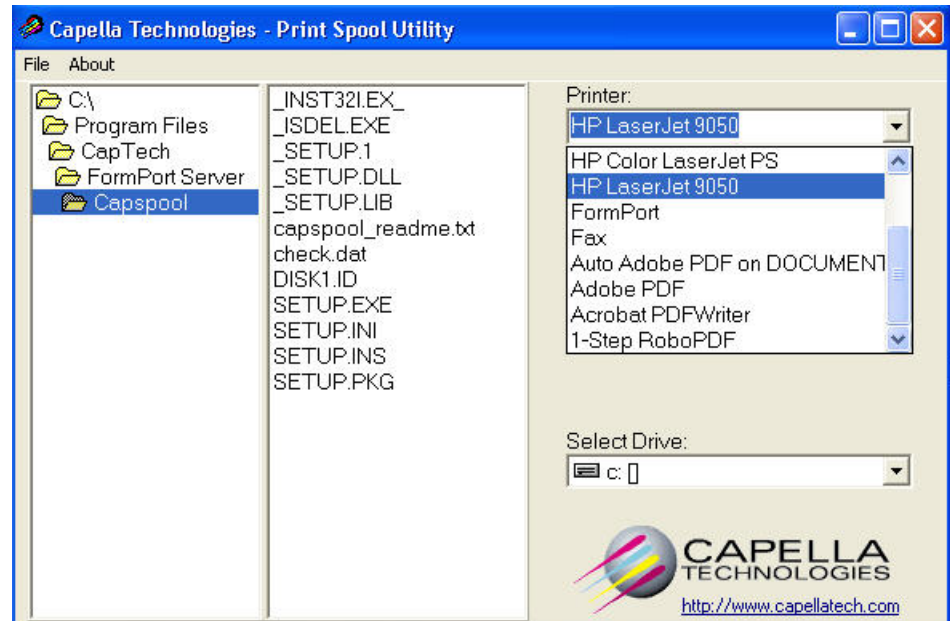 Capella Technologies - Print Spool Utility
File About
C:\
Program Files
CapTech
FormPort Server
Capspool
_INST32I.EX_
_ISDEL.EXE
_SETUP.1
_SETUP.DLL
_SETUP.LIB
capspool_readme.txt
check.dat
DISK1.ID
SETUP.EXE
SETUP.INI
SETUP.INS
SETUP.PKG
Printer:
HP LaserJet 9050
HP Color LaserJet PS
HP LaserJet 9050
FormPort
Fax
Auto Adobe PDF on DOCUMENT
Adobe PDF
Acrobat PDFWriter
1-Step RoboPDF
Select Drive:
c: []
CAPELLA
TECHNOLOGIES
http://www.capellatech.com